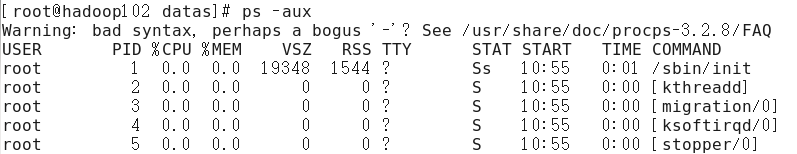 [root@hadoop102 datas]# ps -aux
Warning: bad syntax, perhaps a bogus '-'? See /usr/share/doc/procps-3.2.8/FAQ
USER       PID %CPU %MEM    VSZ   RSS TTY      STAT START   TIME COMMAND
root         1  0.0  0.0  19348  1544 ?        Ss   10:55   0:01 /sbin/init
root         2  0.0  0.0      0     0 ?        S    10:55   0:00 [kthreadd]
root         3  0.0  0.0      0     0 ?        S    10:55   0:00 [migration/0]
root         4  0.0  0.0      0     0 ?        S    10:55   0:00 [ksoftirqd/0]
root         5  0.0  0.0      0     0 ?        S    10:55   0:00 [stopper/0]